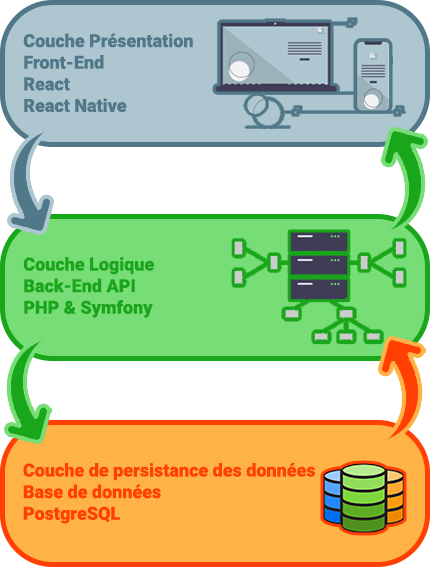 Couche Présentation
Front-End
React
React Native
Couche Logique
Back-End API
PHP & Symfony
Couche de persistance des données
Base de données
PostgreSQL